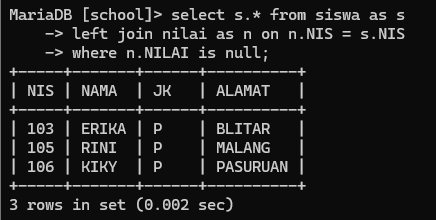 MariaDB [school]> select s.* from siswa as s
    -> left join nilai as n on n.NIS = s.NIS
    -> where n.NILAI is null;
+-----+-------+----+----------+
| NIS | NAMA  | JK | ALAMAT   |
+-----+-------+----+----------+
| 103 | ERIKA | P  | BLITAR   |
| 105 | RINI  | P  | MALANG   |
| 106 | KIKY  | P  | PASURUAN |
+-----+-------+----+----------+
3 rows in set (0.002 sec)